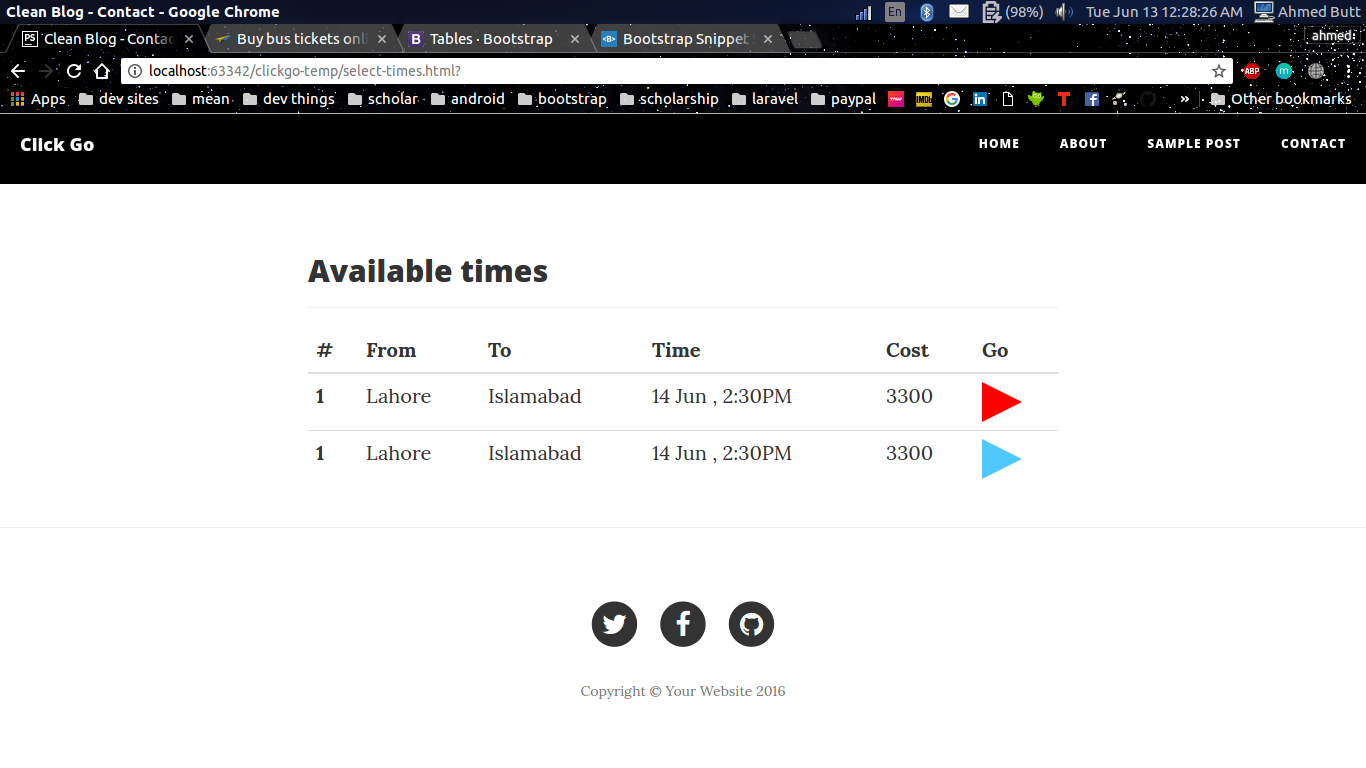 Clean Blog - Contact - Google Chrome
En
(98%)
Tue Jun 13 12:28:26 AM
Ahmed Butt
PS
Clean Blog - Contac
Buy bus tickets onli
B
Tables · Bootstrap
<B>
Bootstrap Snippet
ahmed
localhost:63342/clickgo-temp/select-times.html?
ABP
m
Apps
dev sites
mean
dev things
scholar
android
bootstrap
scholarship
laravel
paypal
IMDb
G
in
T
f
»
Other bookmarks
Click Go
HOME
ABOUT
SAMPLE POST
CONTACT
Available times
# From To Time Cost Go
1 Lahore Islamabad 14 Jun , 2:30PM 3300
1 Lahore Islamabad 14 Jun , 2:30PM 3300
Copyright © Your Website 2016